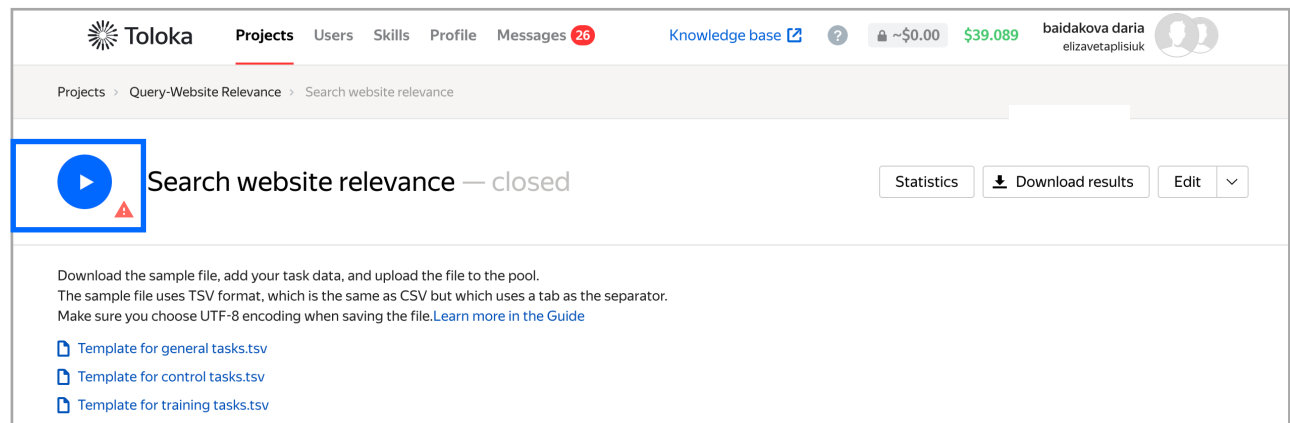 Toloka Projects Users Skills Profile Messages 26 Knowledge base ? ~$0.00 $39.089 baidakova daria
elizavetaplisiuk
Projects > Query-Website Relevance > Search website relevance
Search website relevance — closed Statistics Download results Edit
Download the sample file, add your task data, and upload the file to the pool.
The sample file uses TSV format, which is the same as CSV but which uses a tab as the separator.
Make sure you choose UTF-8 encoding when saving the file.Learn more in the Guide
Template for general tasks.tsv
Template for control tasks.tsv
Template for training tasks.tsv